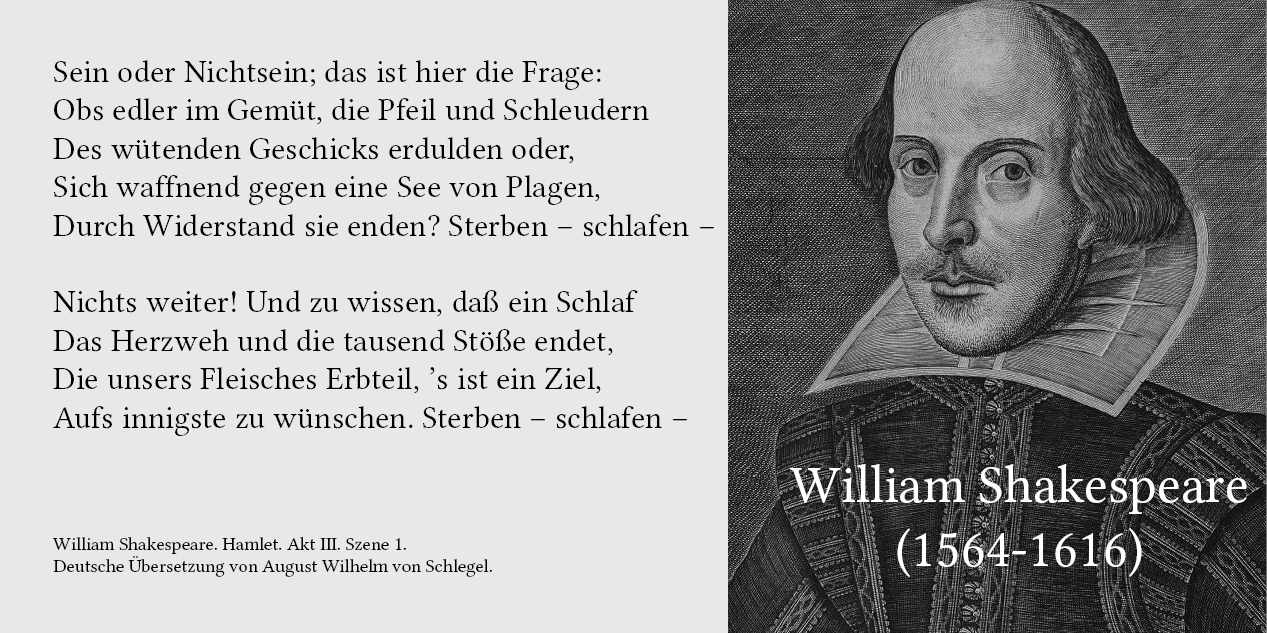 Sein oder Nichtsein; das ist hier die Frage:
Obs edler im Gemüt, die Pfeil und Schleudern
Des wütenden Geschicks erdulden oder,
Sich waffnend gegen eine See von Plagen,
Durch Widerstand sie enden? Sterben – schlafen –
Nichts weiter! Und zu wissen, daß ein Schlaf
Das Herzweh und die tausend Stöße endet,
Die unsers Fleisches Erbteil, ’s ist ein Ziel,
Aufs innigste zu wünschen. Sterben – schlafen –
William Shakespeare. Hamlet. Akt III. Szene 1.
Deutsche Übersetzung von August Wilhelm von Schlegel.
William Shakespeare
(1564-1616)